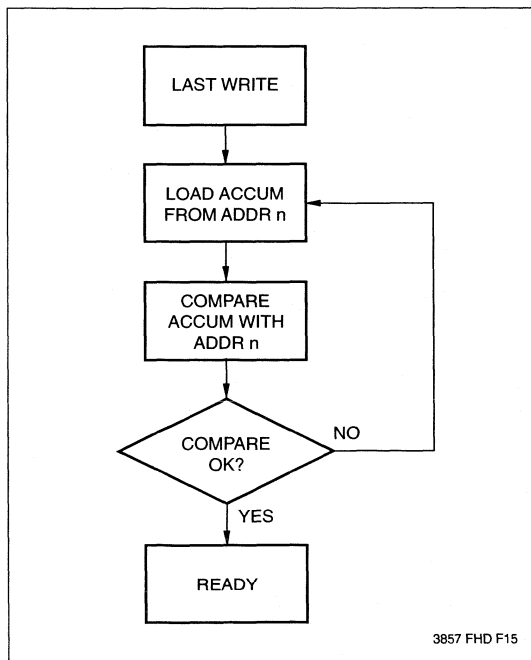 LAST WRITE
LOAD ACCUM
FROM ADDR n
COMPARE
ACCUM WITH
ADDR n
COMPARE
OK?
NO
YES
READY
3857 FHD F15